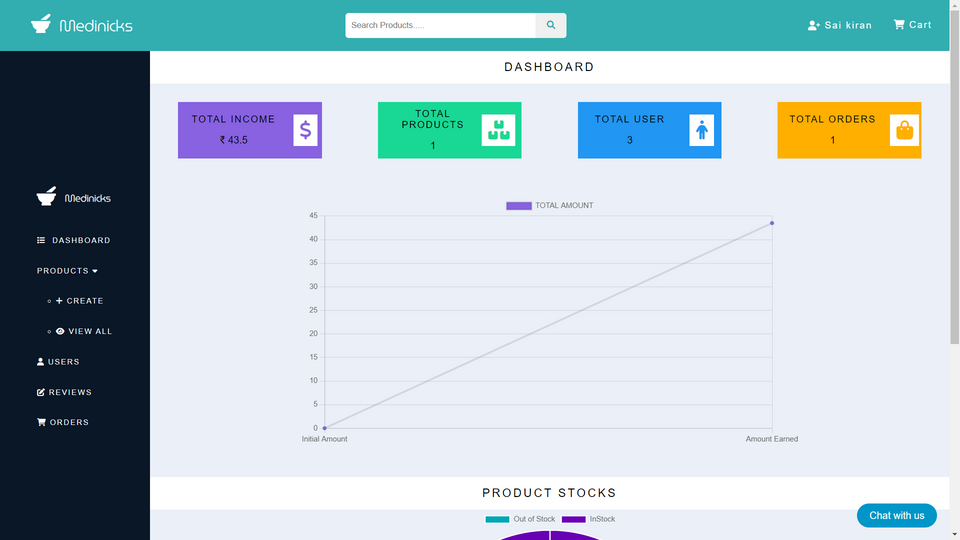 Medinicks
Search Products.....
Sai kiran
Cart
DASHBOARD
TOTAL INCOME
₹ 43.5
TOTAL
PRODUCTS
1
TOTAL USER
3
TOTAL ORDERS
1
Medinicks
DASHBOARD
PRODUCTS
CREATE
VIEW ALL
USERS
REVIEWS
ORDERS
TOTAL AMOUNT
45
40
35
30
25
20
15
10
5
0
Initial Amount
Amount Earned
PRODUCT STOCKS
Out of Stock
InStock
Chat with us